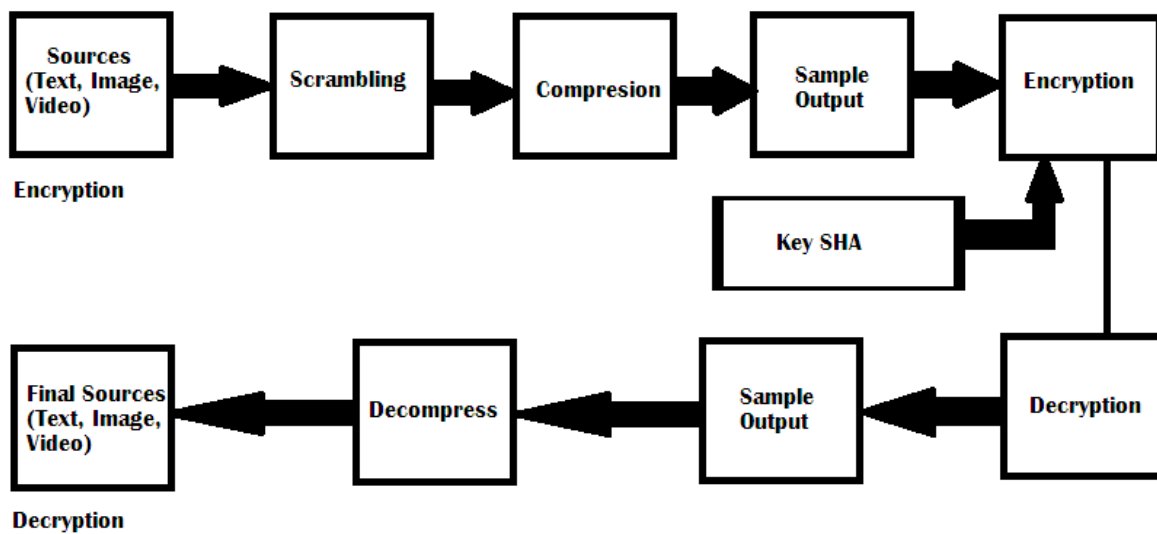 Sources
(Text, Image,
Video)
Scrambling
Compresion
Sample
Output
Encryption
Encryption
Key SHA
Final Sources
(Text, Image,
Video)
Decompress
Sample
Output
Decryption
Decryption